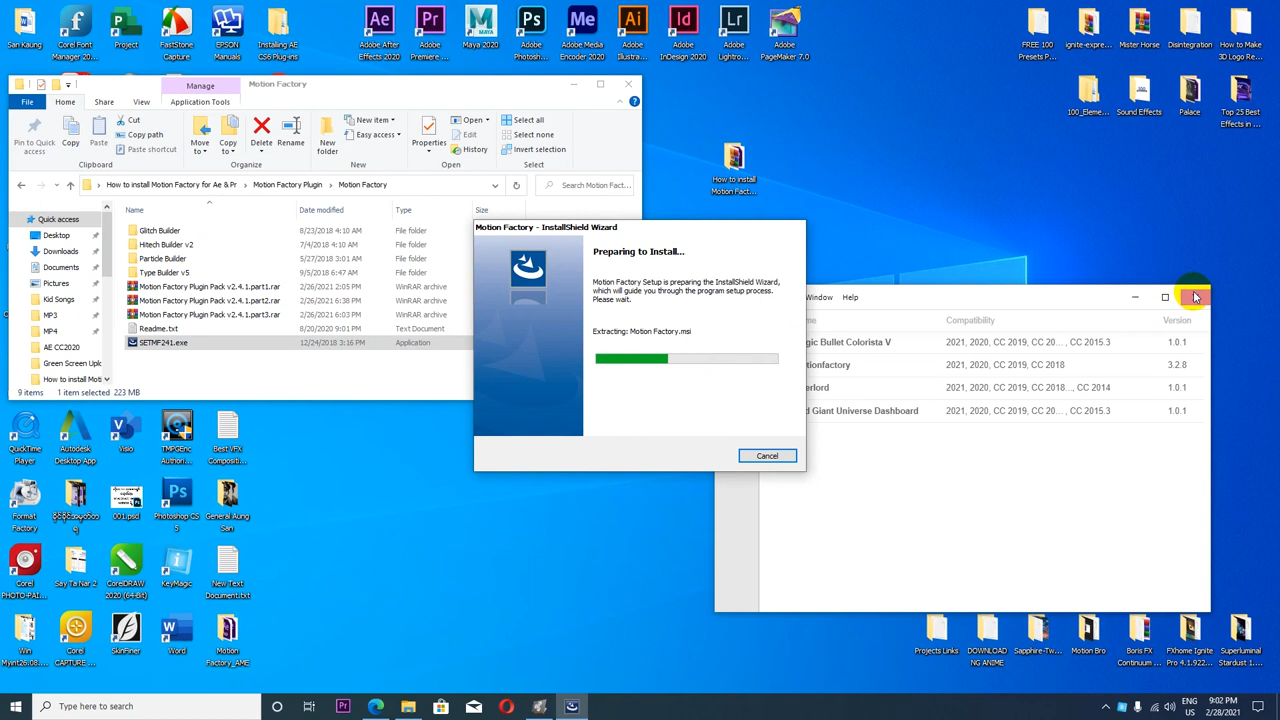 San Kaung
Corel Font
Manager 20...
Project
FastStone
Capture
EPSON
Manuals
Installing AE
CS6 Plug-ins
Adobe After
Effects 2020
Adobe
Premiere ...
Maya 2020
Adobe
Photosh...
Adobe Media
Encoder 2020
Adobe
Illustra...
Adobe
InDesign 2020
Adobe
Lightro...
Adobe
PageMaker 7.0
FREE 100
Presets P...
ignite-expre...
Mister Horse
Disintegration
How to Make
3D Logo Re...
100_Eleme...
Sound Effects
Palace
Top 25 Best
Effects in ...
How to install
Motion Fact...
Manage
Motion Factory
File
Home
Share
View
Application Tools
Pin to Quick
access
Copy
Paste
Cut
Copy path
Paste shortcut
Move
to
Copy
to
Delete
Rename
New
folder
New item
Easy access
Properties
Open
Edit
History
Select all
Select none
Invert selection
Clipboard
Organize
New
Open
Select
How to install Motion Factory for Ae & Pr
Motion Factory Plugin
Motion Factory
Search Motion Fact...
Quick access
Desktop
Downloads
Documents
Pictures
Kid Songs
MP3
MP4
AE CC2020
Green Screen Uplo
How to install Moti
Name
Date modified
Type
Size
Glitch Builder 8/23/2018 4:10 AM File folder
Hitech Builder v2 7/4/2018 4:10 AM File folder
Particle Builder 5/27/2018 3:01 AM File folder
Type Builder v5 9/5/2018 6:47 AM File folder
Motion Factory Plugin Pack v2.4.1.part1.rar 2/26/2021 2:05 PM WinRAR archive
Motion Factory Plugin Pack v2.4.1.part2.rar 2/26/2021 6:38 PM WinRAR archive
Motion Factory Plugin Pack v2.4.1.part3.rar 2/26/2021 6:03 PM WinRAR archive
Readme.txt 8/20/2020 9:01 PM Text Document
SETMF241.exe 12/24/2018 3:16 PM Application
9 items 1 item selected 223 MB
Motion Factory - InstallShield Wizard
Preparing to Install...
Motion Factory Setup is preparing the InstallShield Wizard,
which will guide you through the program setup process.
Please wait.
Extracting: Motion Factory.msi
Cancel
Window Help
me Compatibility Version
gic Bullet Colorista V 2021, 2020, CC 2019, CC 20... , CC 2015.3 1.0.1
tionfactory 2021, 2020, CC 2019, CC 2018 3.2.8
erlord 2021, 2020, CC 2019, CC 2018..., CC 2014 1.0.1
d Giant Universe Dashboard 2021, 2020, CC 2019, CC 20... , CC 2015.3 1.0.1
QuickTime
Player
Autodesk
Desktop App
Visio
TMPGEnc
Authori...
Best VFX
Compositi...
Format
Factory
001.psd
Photoshop CS
5
General Aung
San
Corel
PHOTO-PAI...
Say Ta Nar 2
CorelDRAW
2020 (64-Bit)
KeyMagic
New Text
Document.txt
Win
Myint26:08...
Corel
CAPTURE ...
SkinFiner
Word
Motion
Factory_AME
Projects Links
DOWNLOADI
NG ANIME
Sapphire-Tw...
Motion Bro
Boris FX
Continuum ...
FXhome Ignite
Pro 4.1.922...
Superluminal
Stardust 1....
Type here to search
ENG
US
9:02 PM
2/28/2021